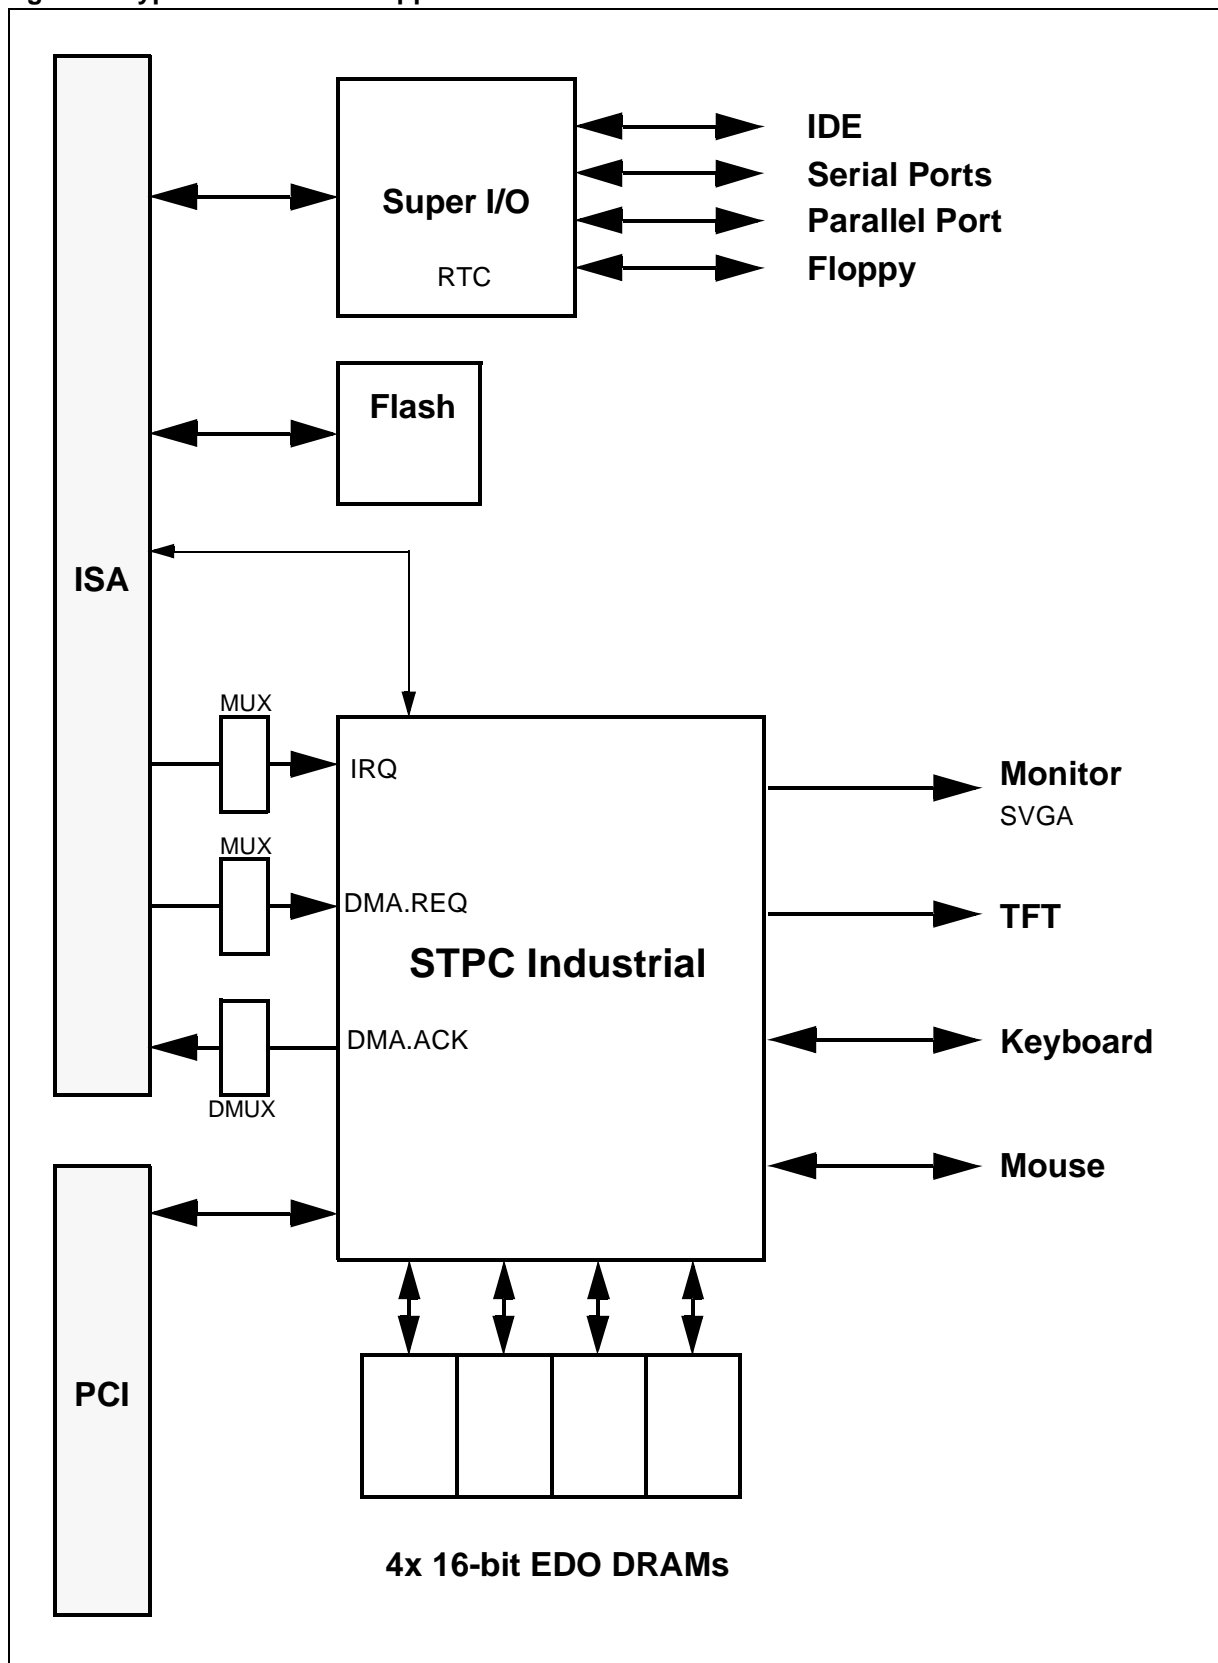 IDE
Serial Ports
Super I/O
Parallel Port
Floppy
RTC
Flash
ISA
MUX
IRQ
Monitor
SVGA
MUX
DMA.REQ
TFT
STPC Industrial
DMA.ACK
Keyboard
DMUX
Mouse
PCI
4x 16-bit EDO DRAMs